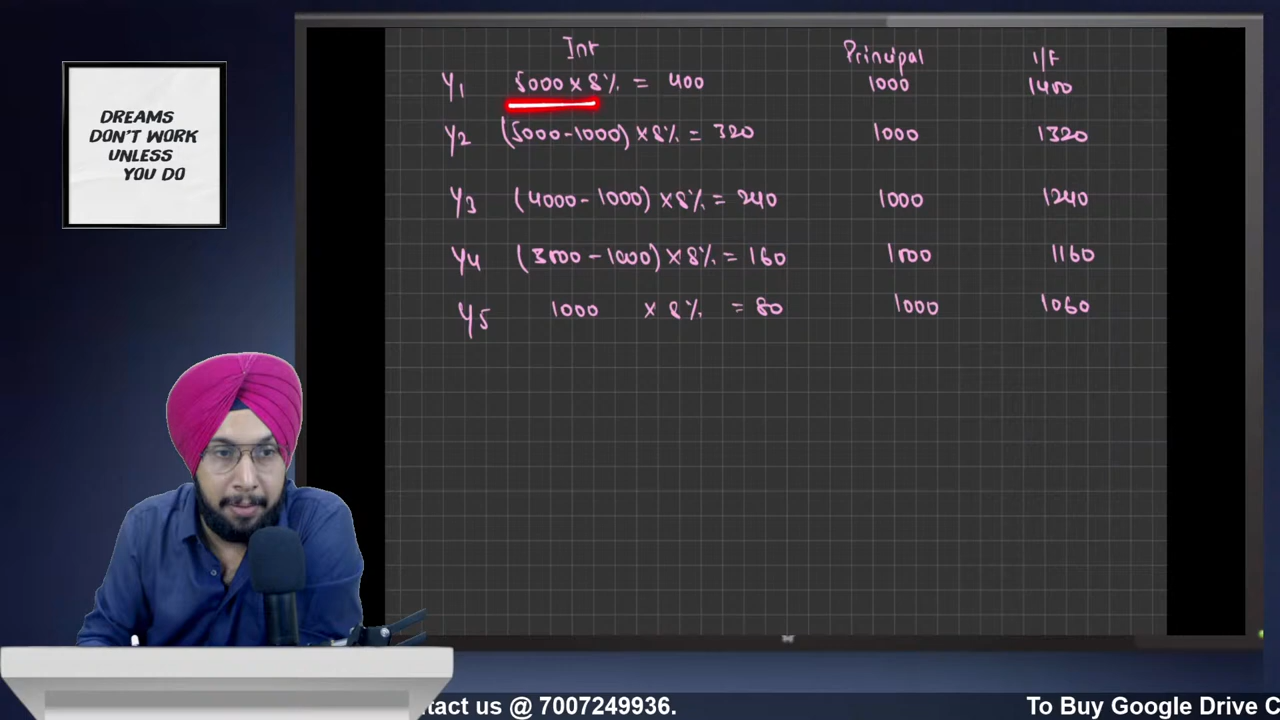 DREAMS
DON'T WORK
UNLESS
YOU DO
Int Principal I/F
Y1 5000 × 8% = 400 1000 1400
Y2 (5000-1000) × 8% = 320 1000 1320
Y3 (4000-1000) × 8% = 240 1000 1240
Y4 (3000-1000) × 8% = 160 1000 1160
Y5 1000 × 8% = 80 1000 1060
tact us @ 7007249936. To Buy Google Drive C